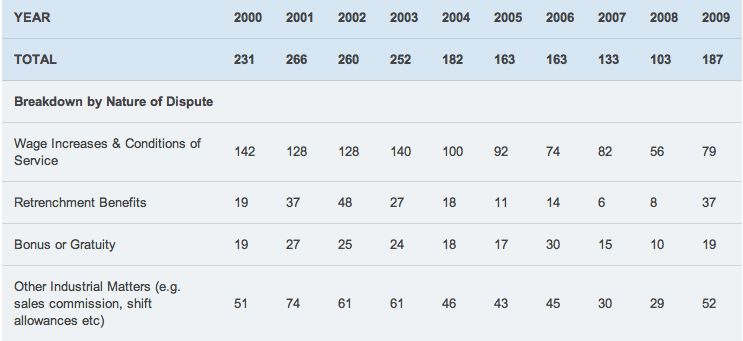 YEAR 2000 2001 2002 2003 2004 2005 2006 2007 2008 2009
TOTAL 231 266 260 252 182 163 163 133 103 187
Breakdown by Nature of Dispute
Wage Increases & Conditions of
Service 142 128 128 140 100 92 74 82 56 79
Retrenchment Benefits 19 37 48 27 18 11 14 6 8 37
Bonus or Gratuity 19 27 25 24 18 17 30 15 10 19
Other Industrial Matters (e.g.
sales commission, shift 51 74 61 61 46 43 45 30 29 52
allowances etc)